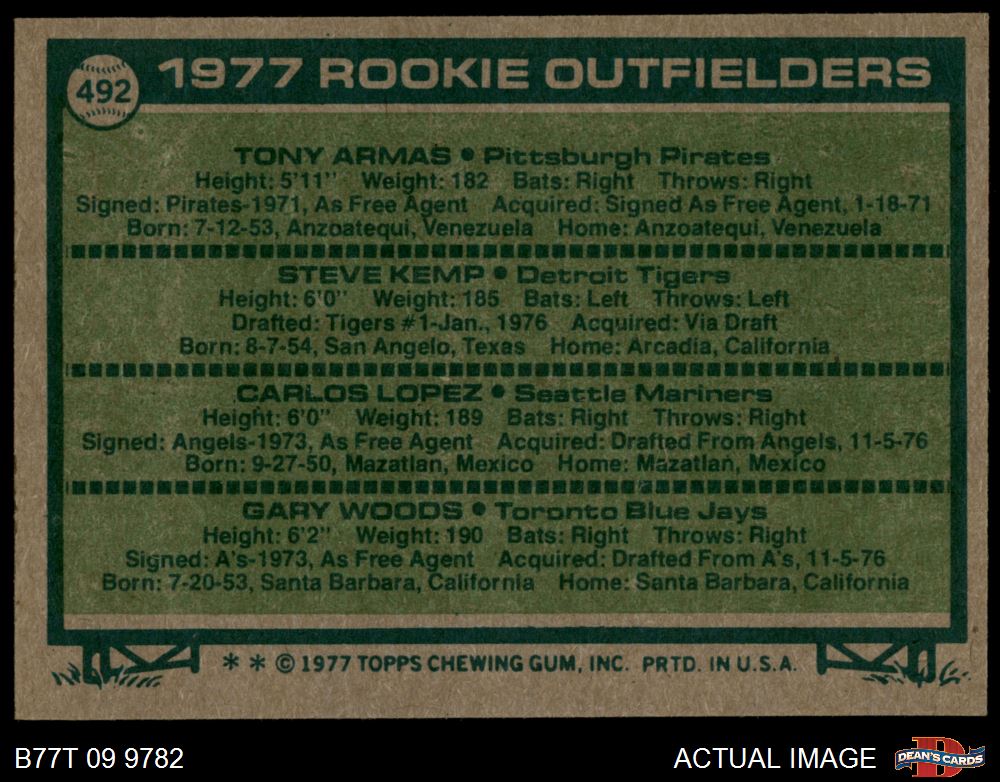 492
1977 ROOKIE OUTFIELDERS
TONY ARMAS • Pittsburgh Pirates
Height: 5'11" Weight: 182 Bats: Right Throws: Right
Signed: Pirates-1971, As Free Agent Acquired: Signed As Free Agent, 1-18-71
Born: 7-12-53, Anzoatequi, Venezuela Home: Anzoatequi, Venezuela
STEVE KEMP • Detroit Tigers
Height: 6'0" Weight: 185 Bats: Left Throws: Left
Drafted: Tigers #1-Jan., 1976 Acquired: Via Draft
Born: 8-7-54, San Angelo, Texas Home: Arcadia, California
CARLOS LOPEZ • Seattle Mariners
Height: 6'0" Weight: 189 Bats: Right Throws: Right
Signed: Angels-1973, As Free Agent Acquired: Drafted From Angels, 11-5-76
Born: 9-27-50, Mazatlan, Mexico Home: Mazatlan, Mexico
GARY WOODS • Toronto Blue Jays
Height: 6'2" Weight: 190 Bats: Right Throws: Right
Signed: A's-1973, As Free Agent Acquired: Drafted From A's, 11-5-76
Born: 7-20-53, Santa Barbara, California Home: Santa Barbara, California
* * © 1977 TOPPS CHEWING GUM, INC. PRTD. IN U.S.A.
B77T 09 9782
ACTUAL IMAGE
D
DEAN'S CARDS